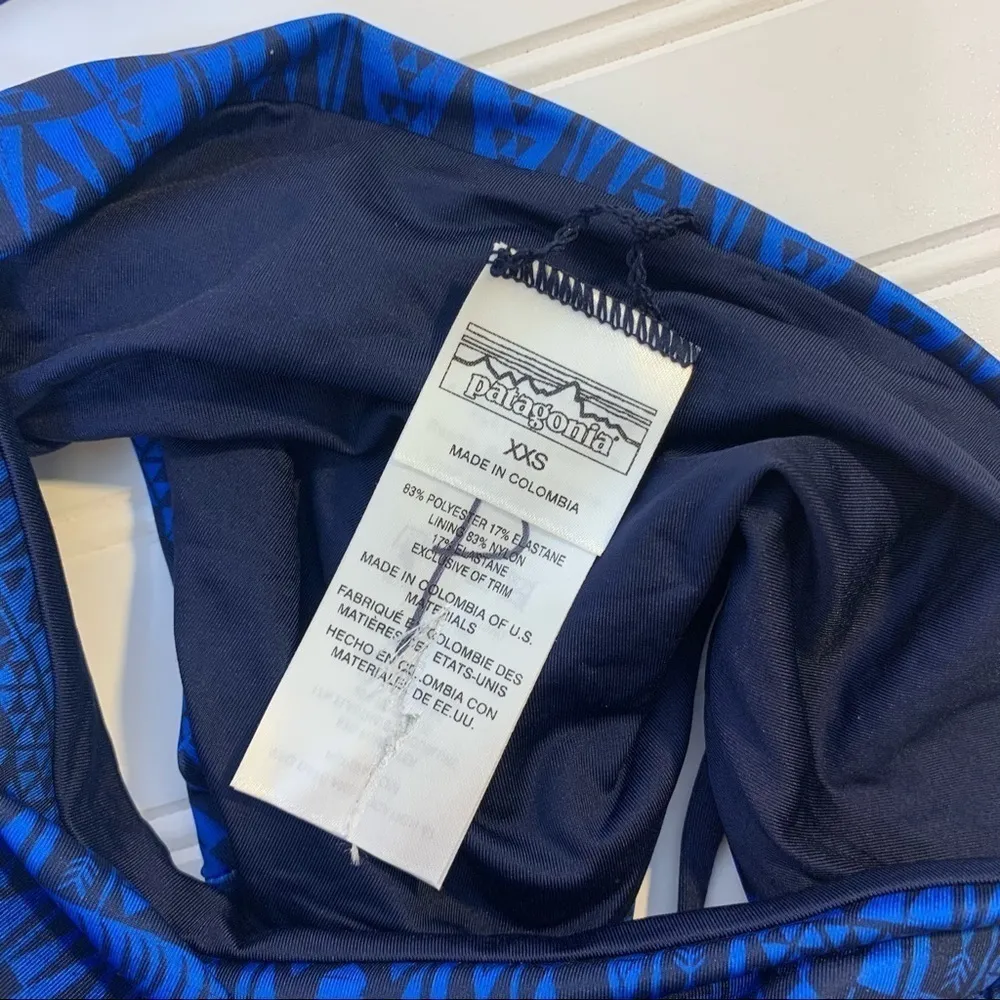 patagonia
XXS
MADE IN COLOMBIA
83% POLYESTER 17% ELASTANE
LINING 83% NYLON
17% ELASTANE
EXCLUSIVE OF TRIM
MADE IN COLOMBIA OF U.S.
MATERIALS
FABRIQUÉ EN COLOMBIE DES
MATIÈRES DE ETATS-UNIS
HECHO EN COLOMBIA CON
MATERIALES DE EE.UU.